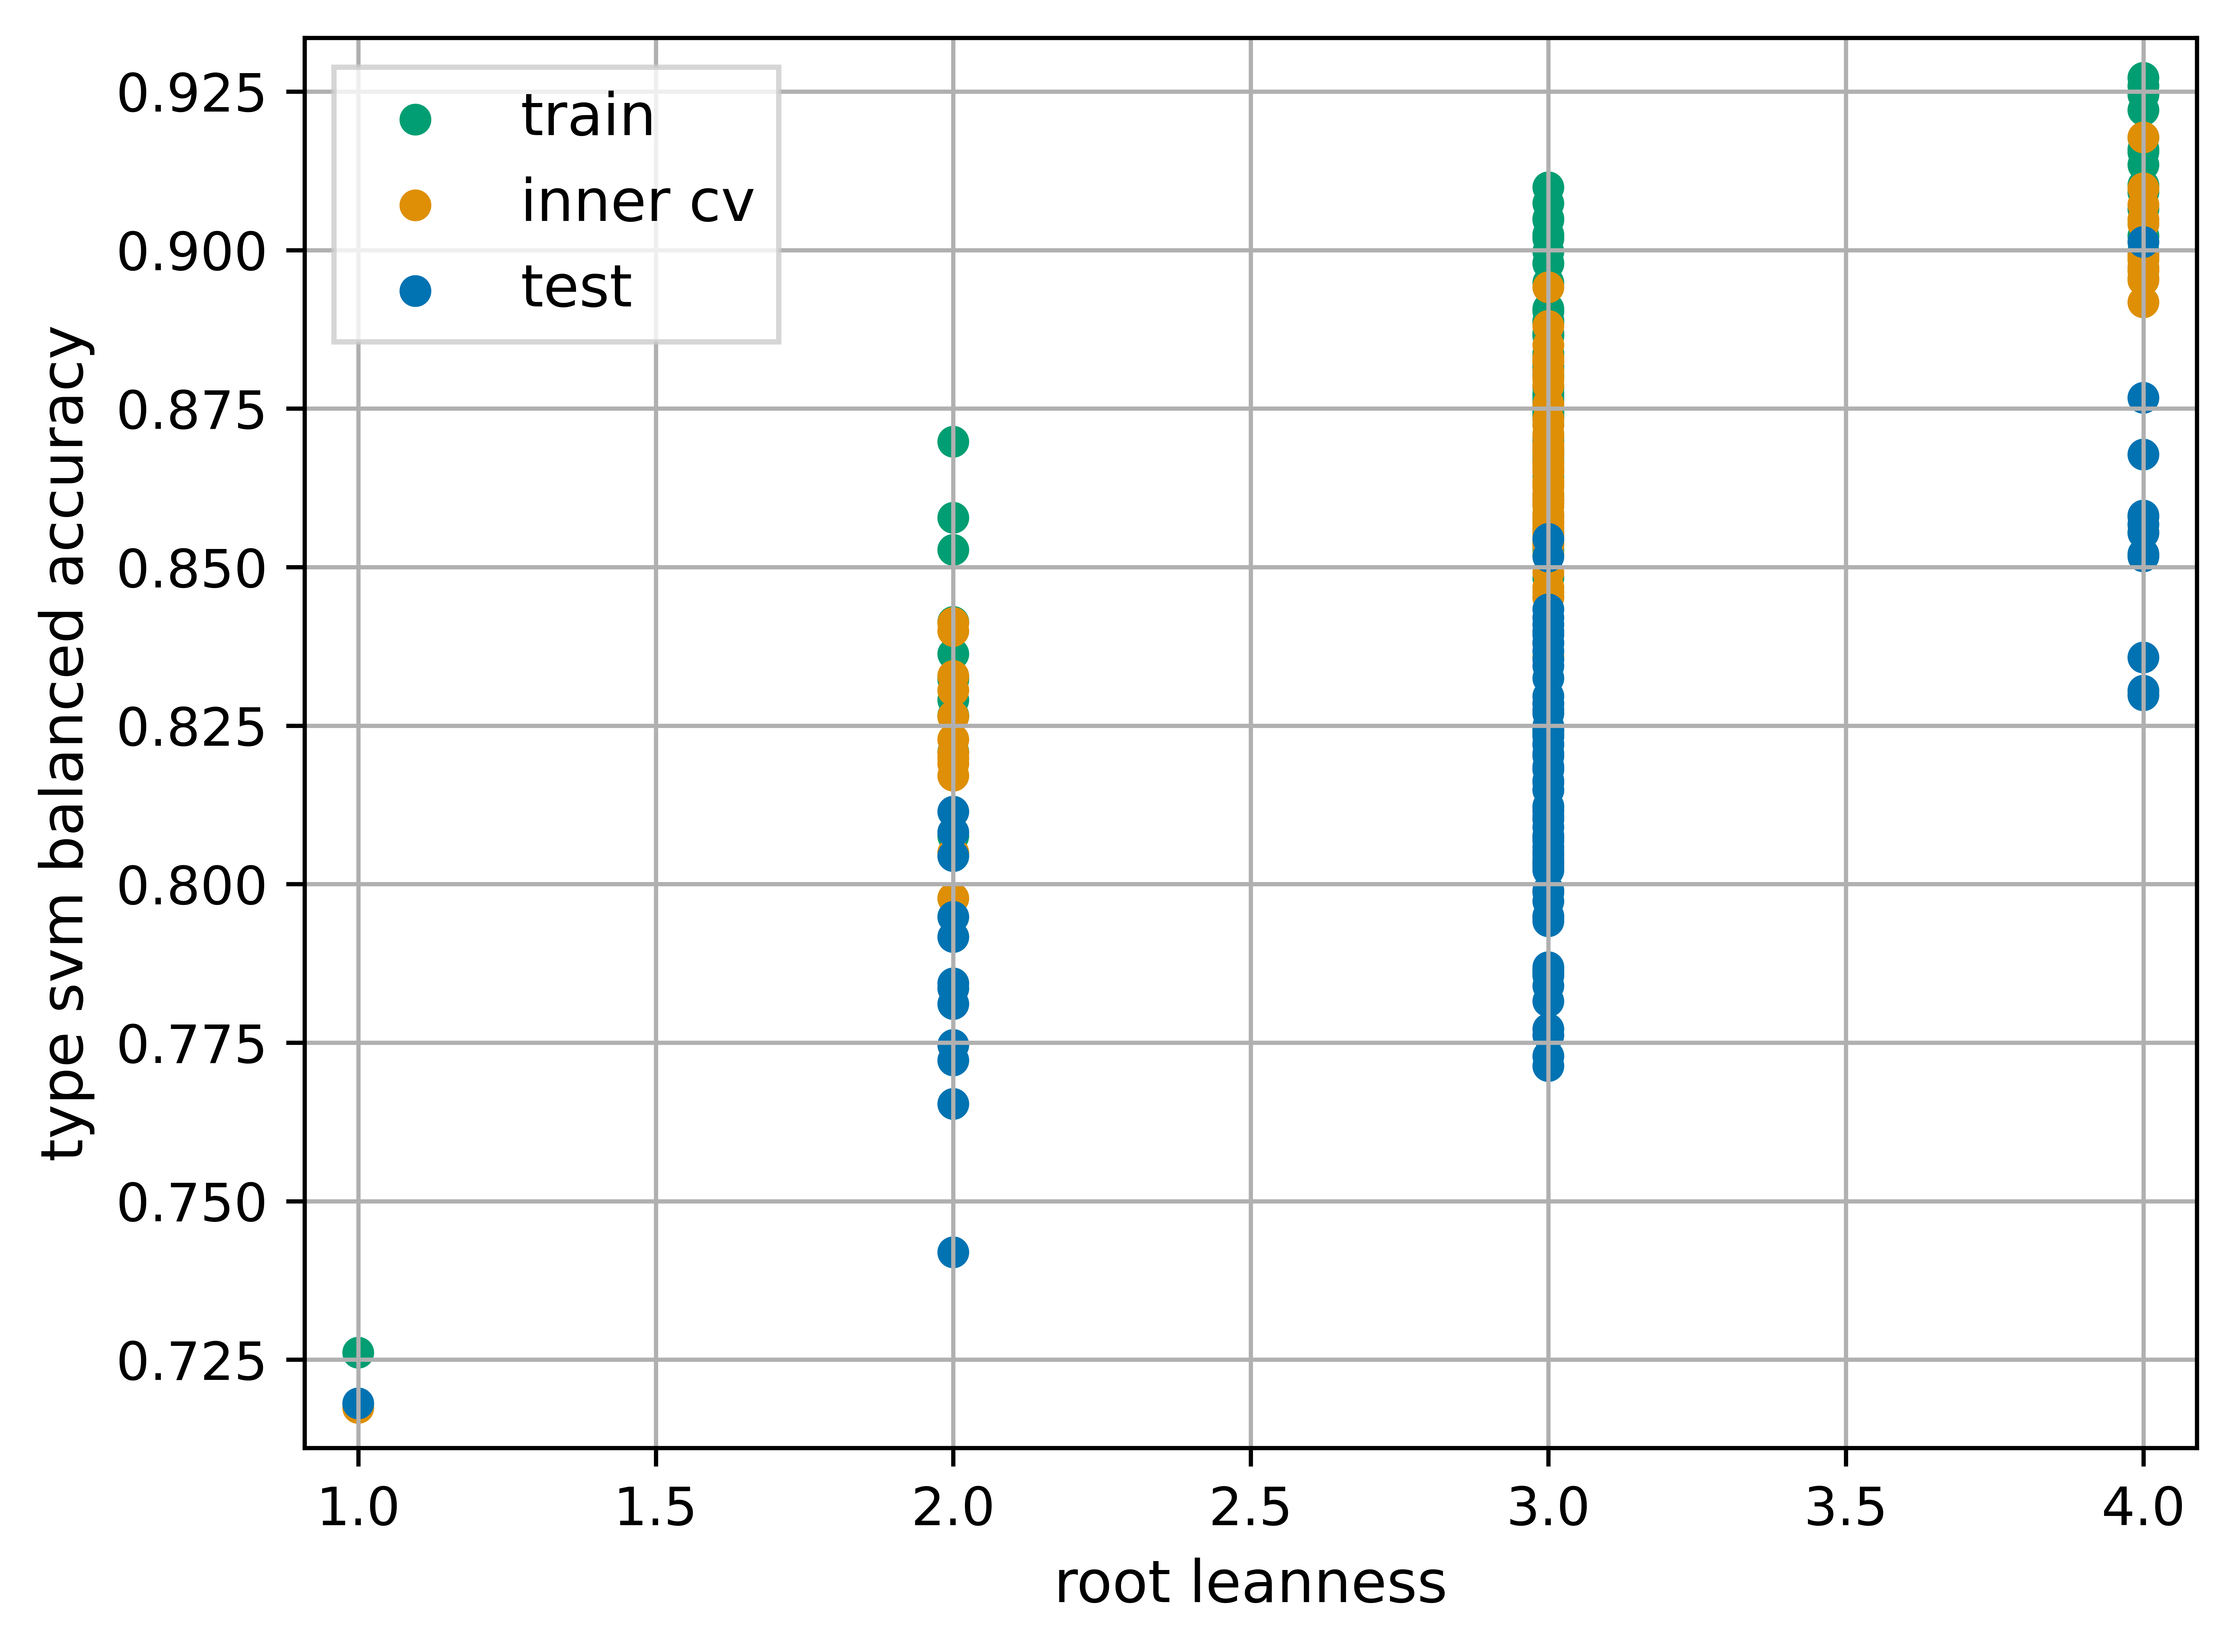 train
inner cv
test
0.925
0.900
0.875
0.850
0.825
0.800
0.775
0.750
0.725
type svm balanced accuracy
1.0 1.5 2.0 2.5 3.0 3.5 4.0
root leanness